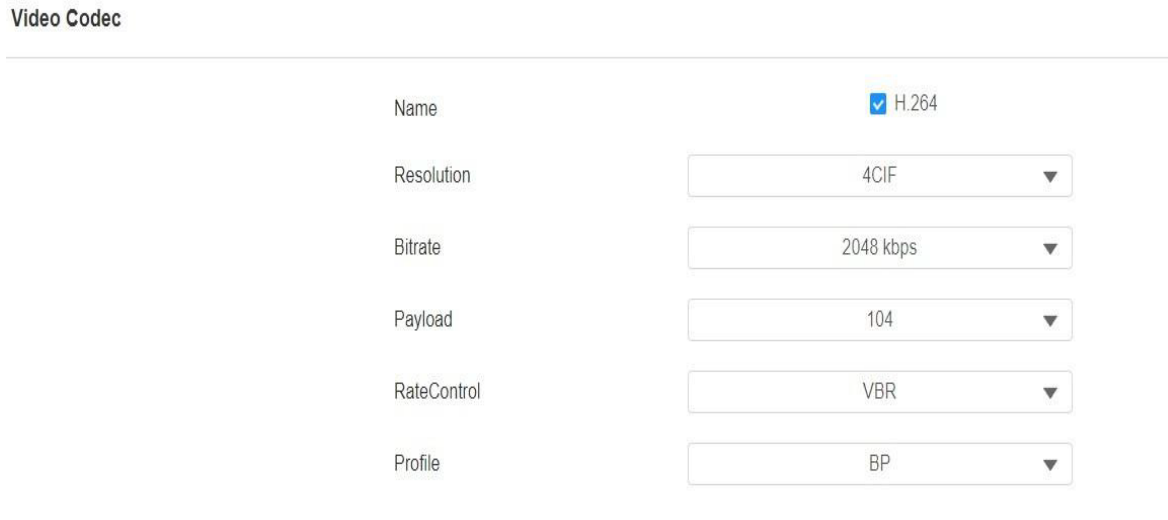 Video Codec
Name H.264
Resolution 4CIF
Bitrate 2048 kbps
Payload 104
RateControl VBR
Profile BP